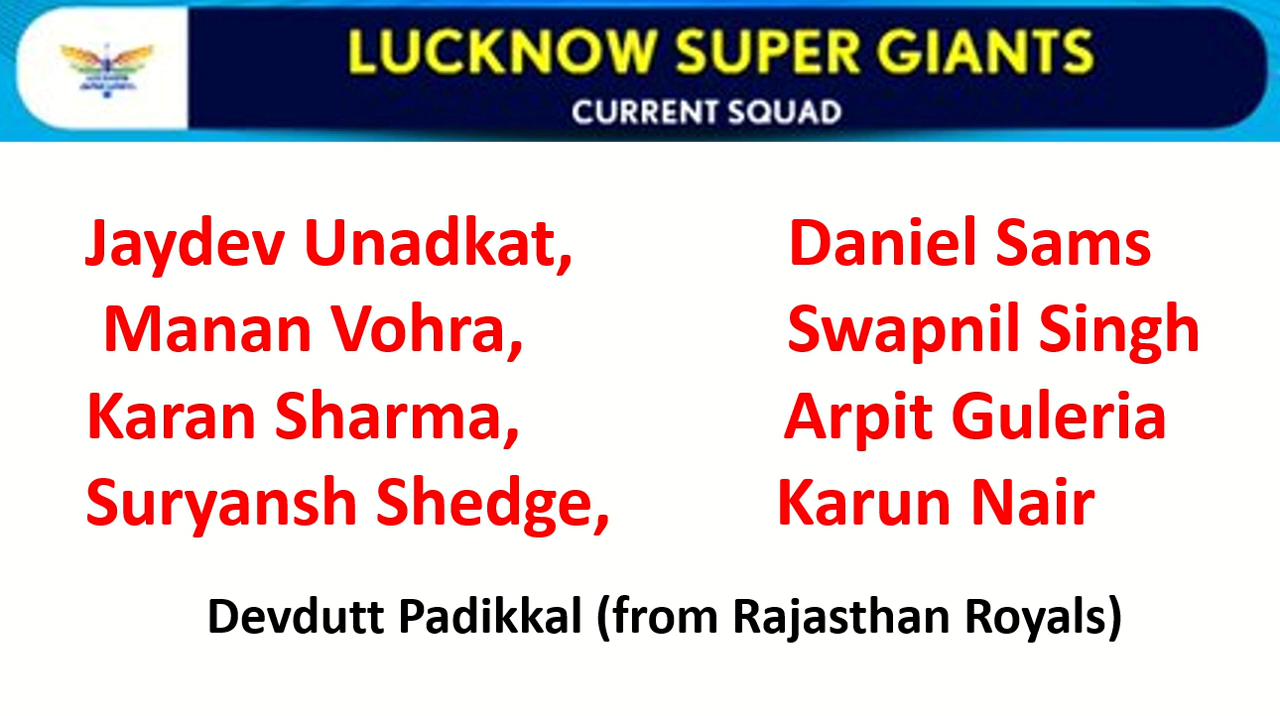 LUCKNOW SUPER GIANTS
CURRENT SQUAD
Jaydev Unadkat, Daniel Sams
Manan Vohra, Swapnil Singh
Karan Sharma, Arpit Guleria
Suryansh Shedge, Karun Nair
Devdutt Padikkal (from Rajasthan Royals)